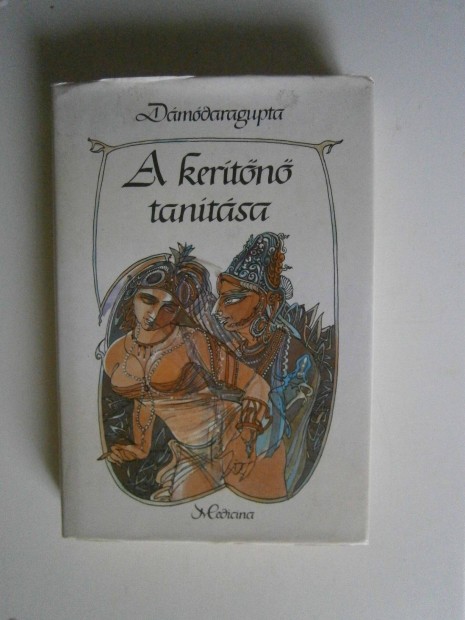 Dámódaragupta
A kerítőnő
tanítása
Medicina